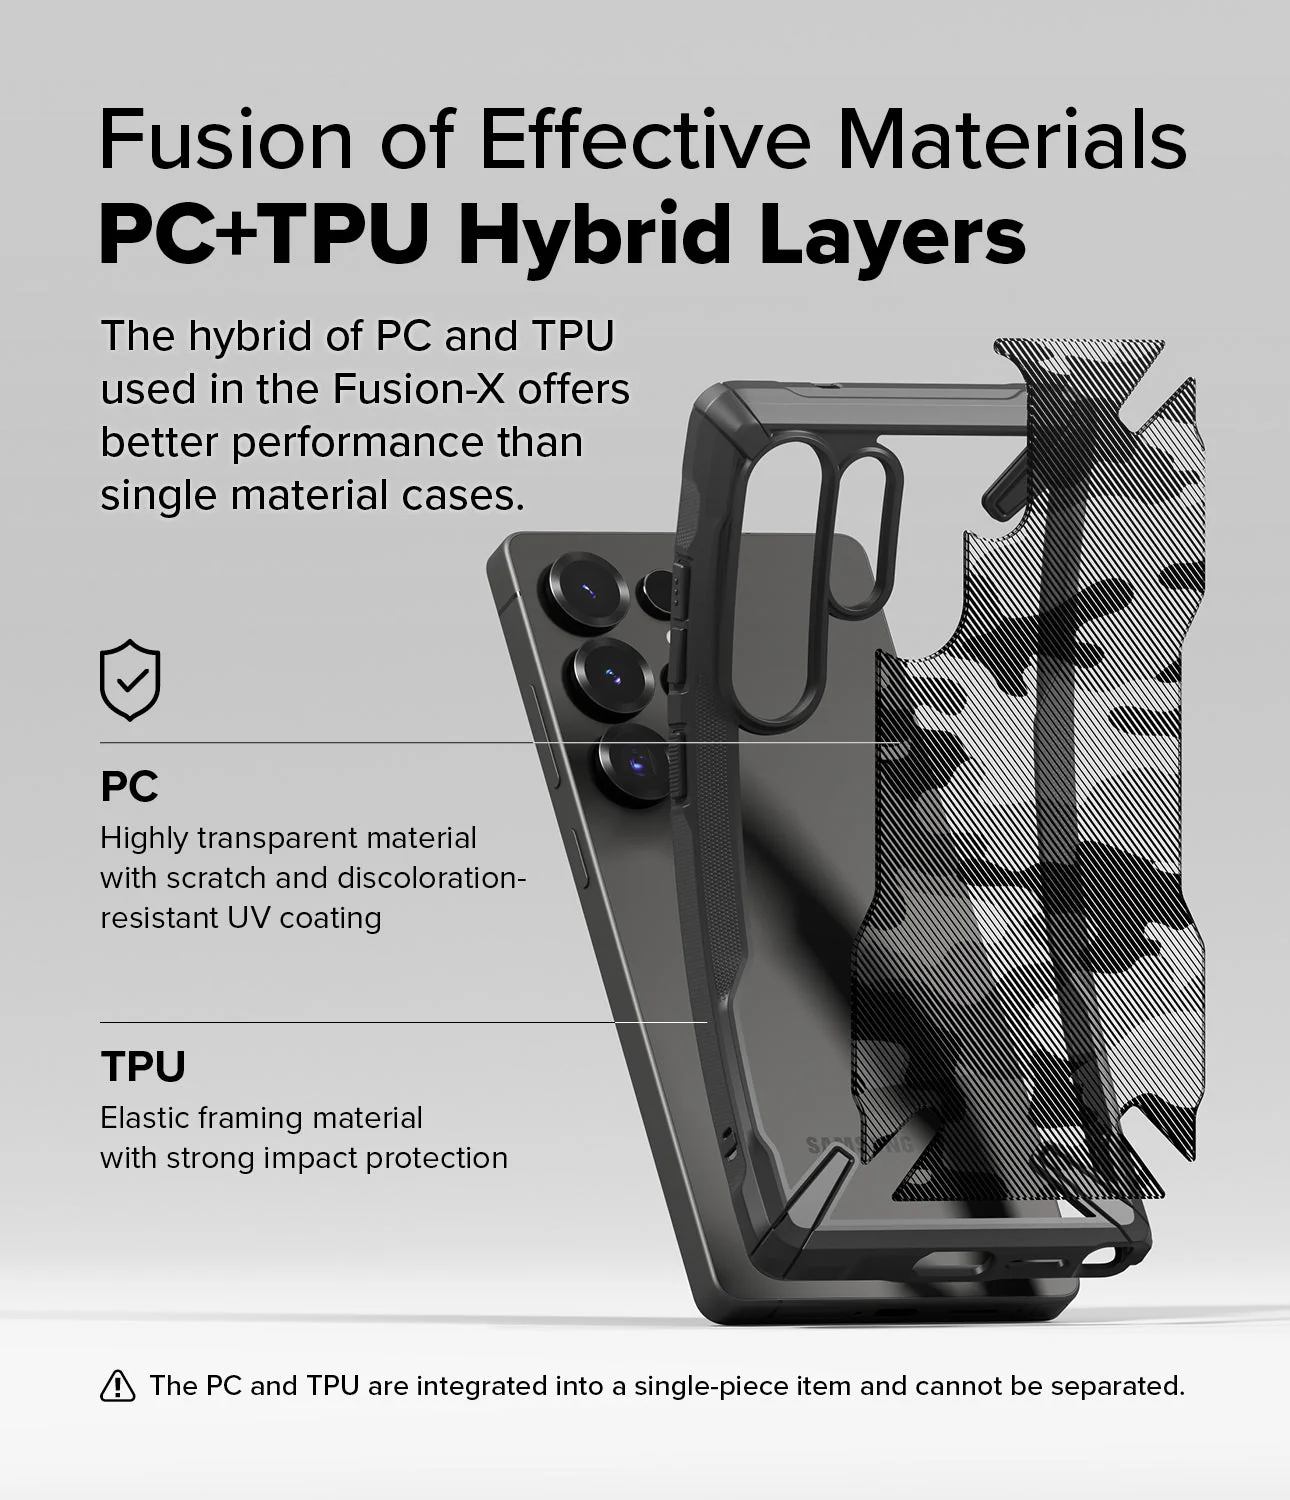 Fusion of Effective Materials
PC+TPU Hybrid Layers
The hybrid of PC and TPU
used in the Fusion-X offers
better performance than
single material cases.
PC
Highly transparent material
with scratch and discoloration-
resistant UV coating
TPU
Elastic framing material
with strong impact protection
SAMSUNG
The PC and TPU are integrated into a single-piece item and cannot be separated.